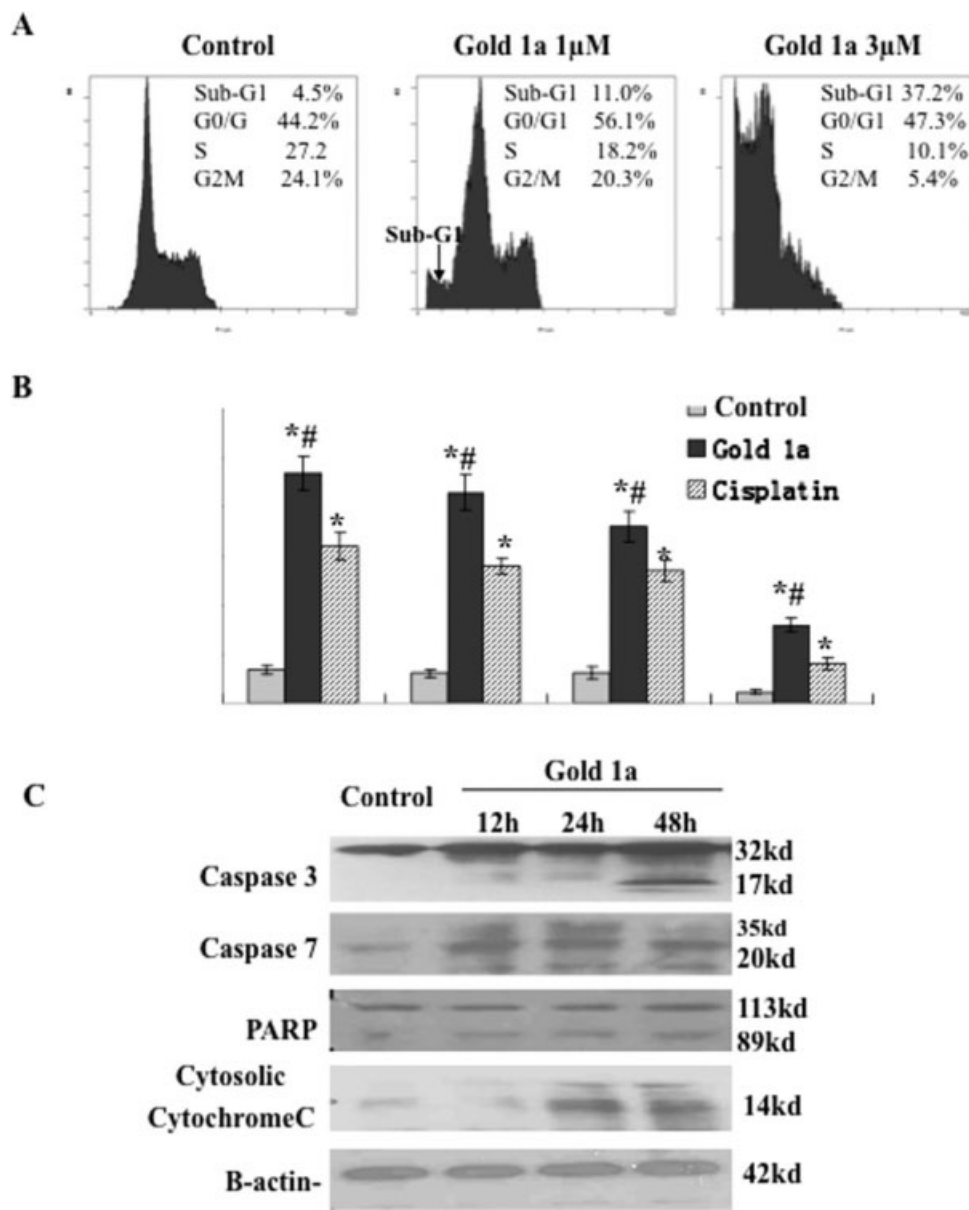 A
Control
Gold 1a 1µM
Gold 1a 3µM
Sub-G1 4.5%
G0/G 44.2%
S 27.2
G2M 24.1%
Sub-G1 11.0%
G0/G1 56.1%
S 18.2%
G2/M 20.3%
Sub-G1
Sub-G1 37.2%
G0/G1 47.3%
S 10.1%
G2/M 5.4%
B
Control
Gold 1a
Cisplatin
*#
*
*#
*
*#
*
*#
*
C
Control
Gold 1a
12h 24h 48h
Caspase 3
32kd
17kd
Caspase 7
35kd
20kd
PARP
113kd
89kd
Cytosolic
CytochromeC
14kd
B-actin-
42kd